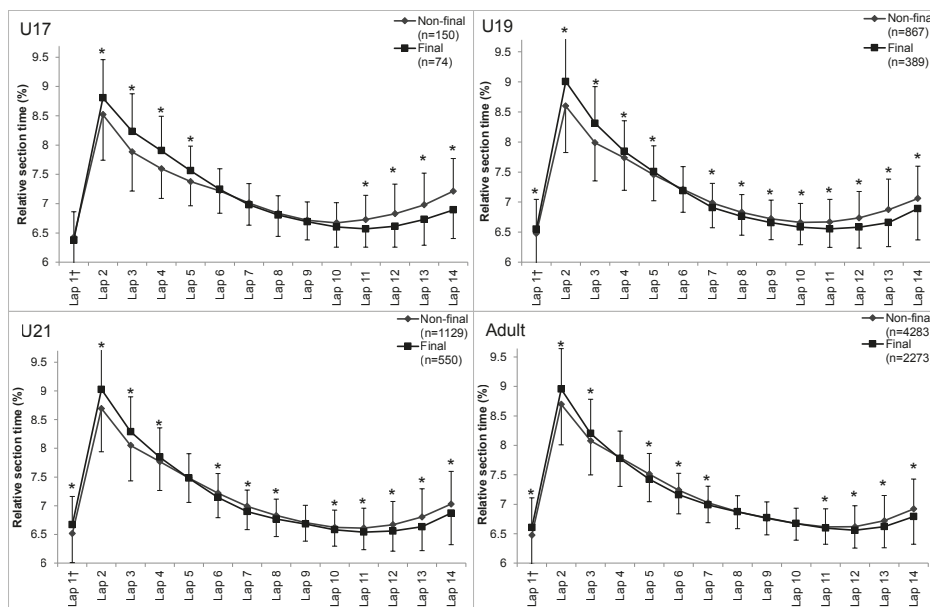 U17
Non-final
(n=150)
Final
(n=74)
Relative section time (%)
9.5
9
8.5
8
7.5
7
6.5
6
* * * * * * * *
Lap 1† Lap 2 Lap 3 Lap 4 Lap 5 Lap 6 Lap 7 Lap 8 Lap 9 Lap 10 Lap 11 Lap 12 Lap 13 Lap 14
U19
Non-final
(n=867)
Final
(n=389)
Relative section time (%)
9.5
9
8.5
8
7.5
7
6.5
6
* * * * * * * * * * * * *
Lap 1† Lap 2 Lap 3 Lap 4 Lap 5 Lap 6 Lap 7 Lap 8 Lap 9 Lap 10 Lap 11 Lap 12 Lap 13 Lap 14
U21
Non-final
(n=1129)
Final
(n=550)
Relative section time (%)
9.5
9
8.5
8
7.5
7
6.5
6
* * * * * * * * * * * *
Lap 1† Lap 2 Lap 3 Lap 4 Lap 5 Lap 6 Lap 7 Lap 8 Lap 9 Lap 10 Lap 11 Lap 12 Lap 13 Lap 14
Adult
Non-final
(n=4283
Final
(n=2273
Relative section time (%)
9.5
9
8.5
8
7.5
7
6.5
6
* * * * * * * * * *
Lap 1† Lap 2 Lap 3 Lap 4 Lap 5 Lap 6 Lap 7 Lap 8 Lap 9 Lap 10 Lap 11 Lap 12 Lap 13 Lap 14